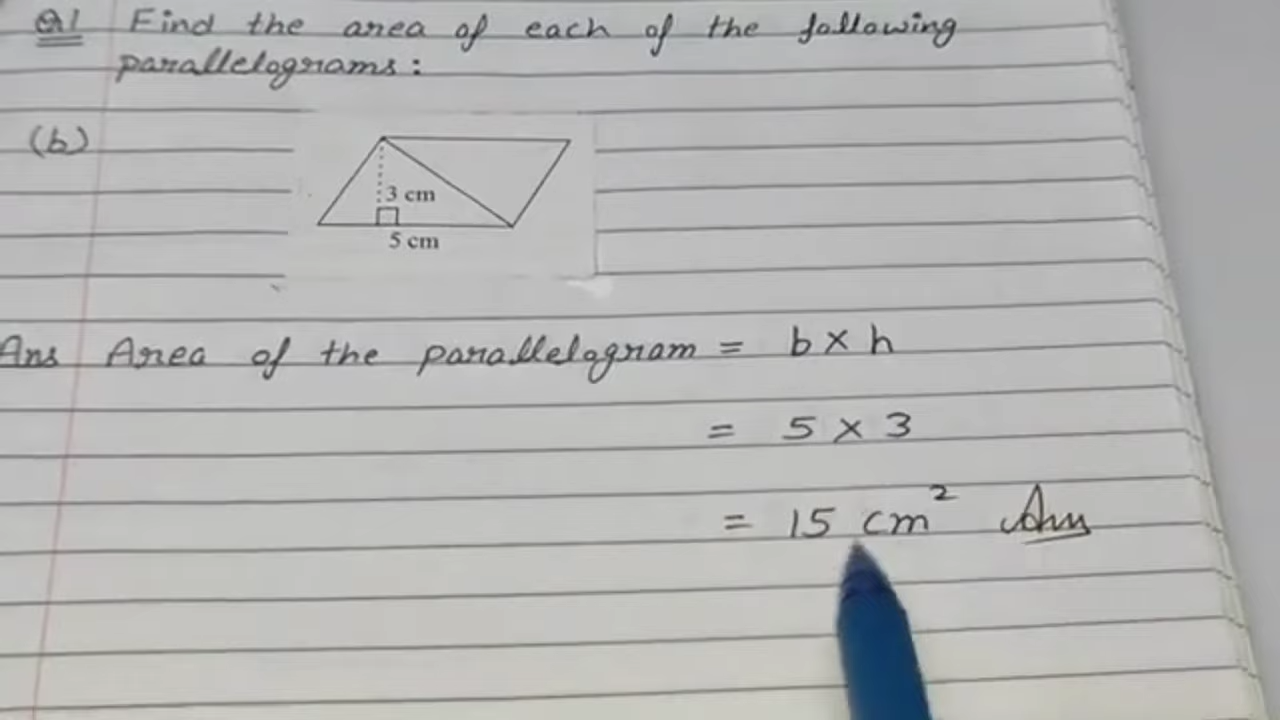 Q1 Find the area of each of the following
parallelograms:
(b)
3 cm
5 cm
Ans Area of the parallelogram = b × h
= 5 × 3
= 15 cm² Ans